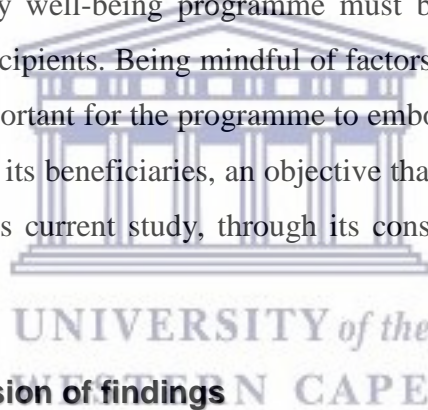 y well-being programme must b
cipients. Being mindful of factors
portant for the programme to embo
its beneficiaries, an objective tha
s current study, through its cons
UNIVERSITY of the
sion of findings
WESTERN CAPE